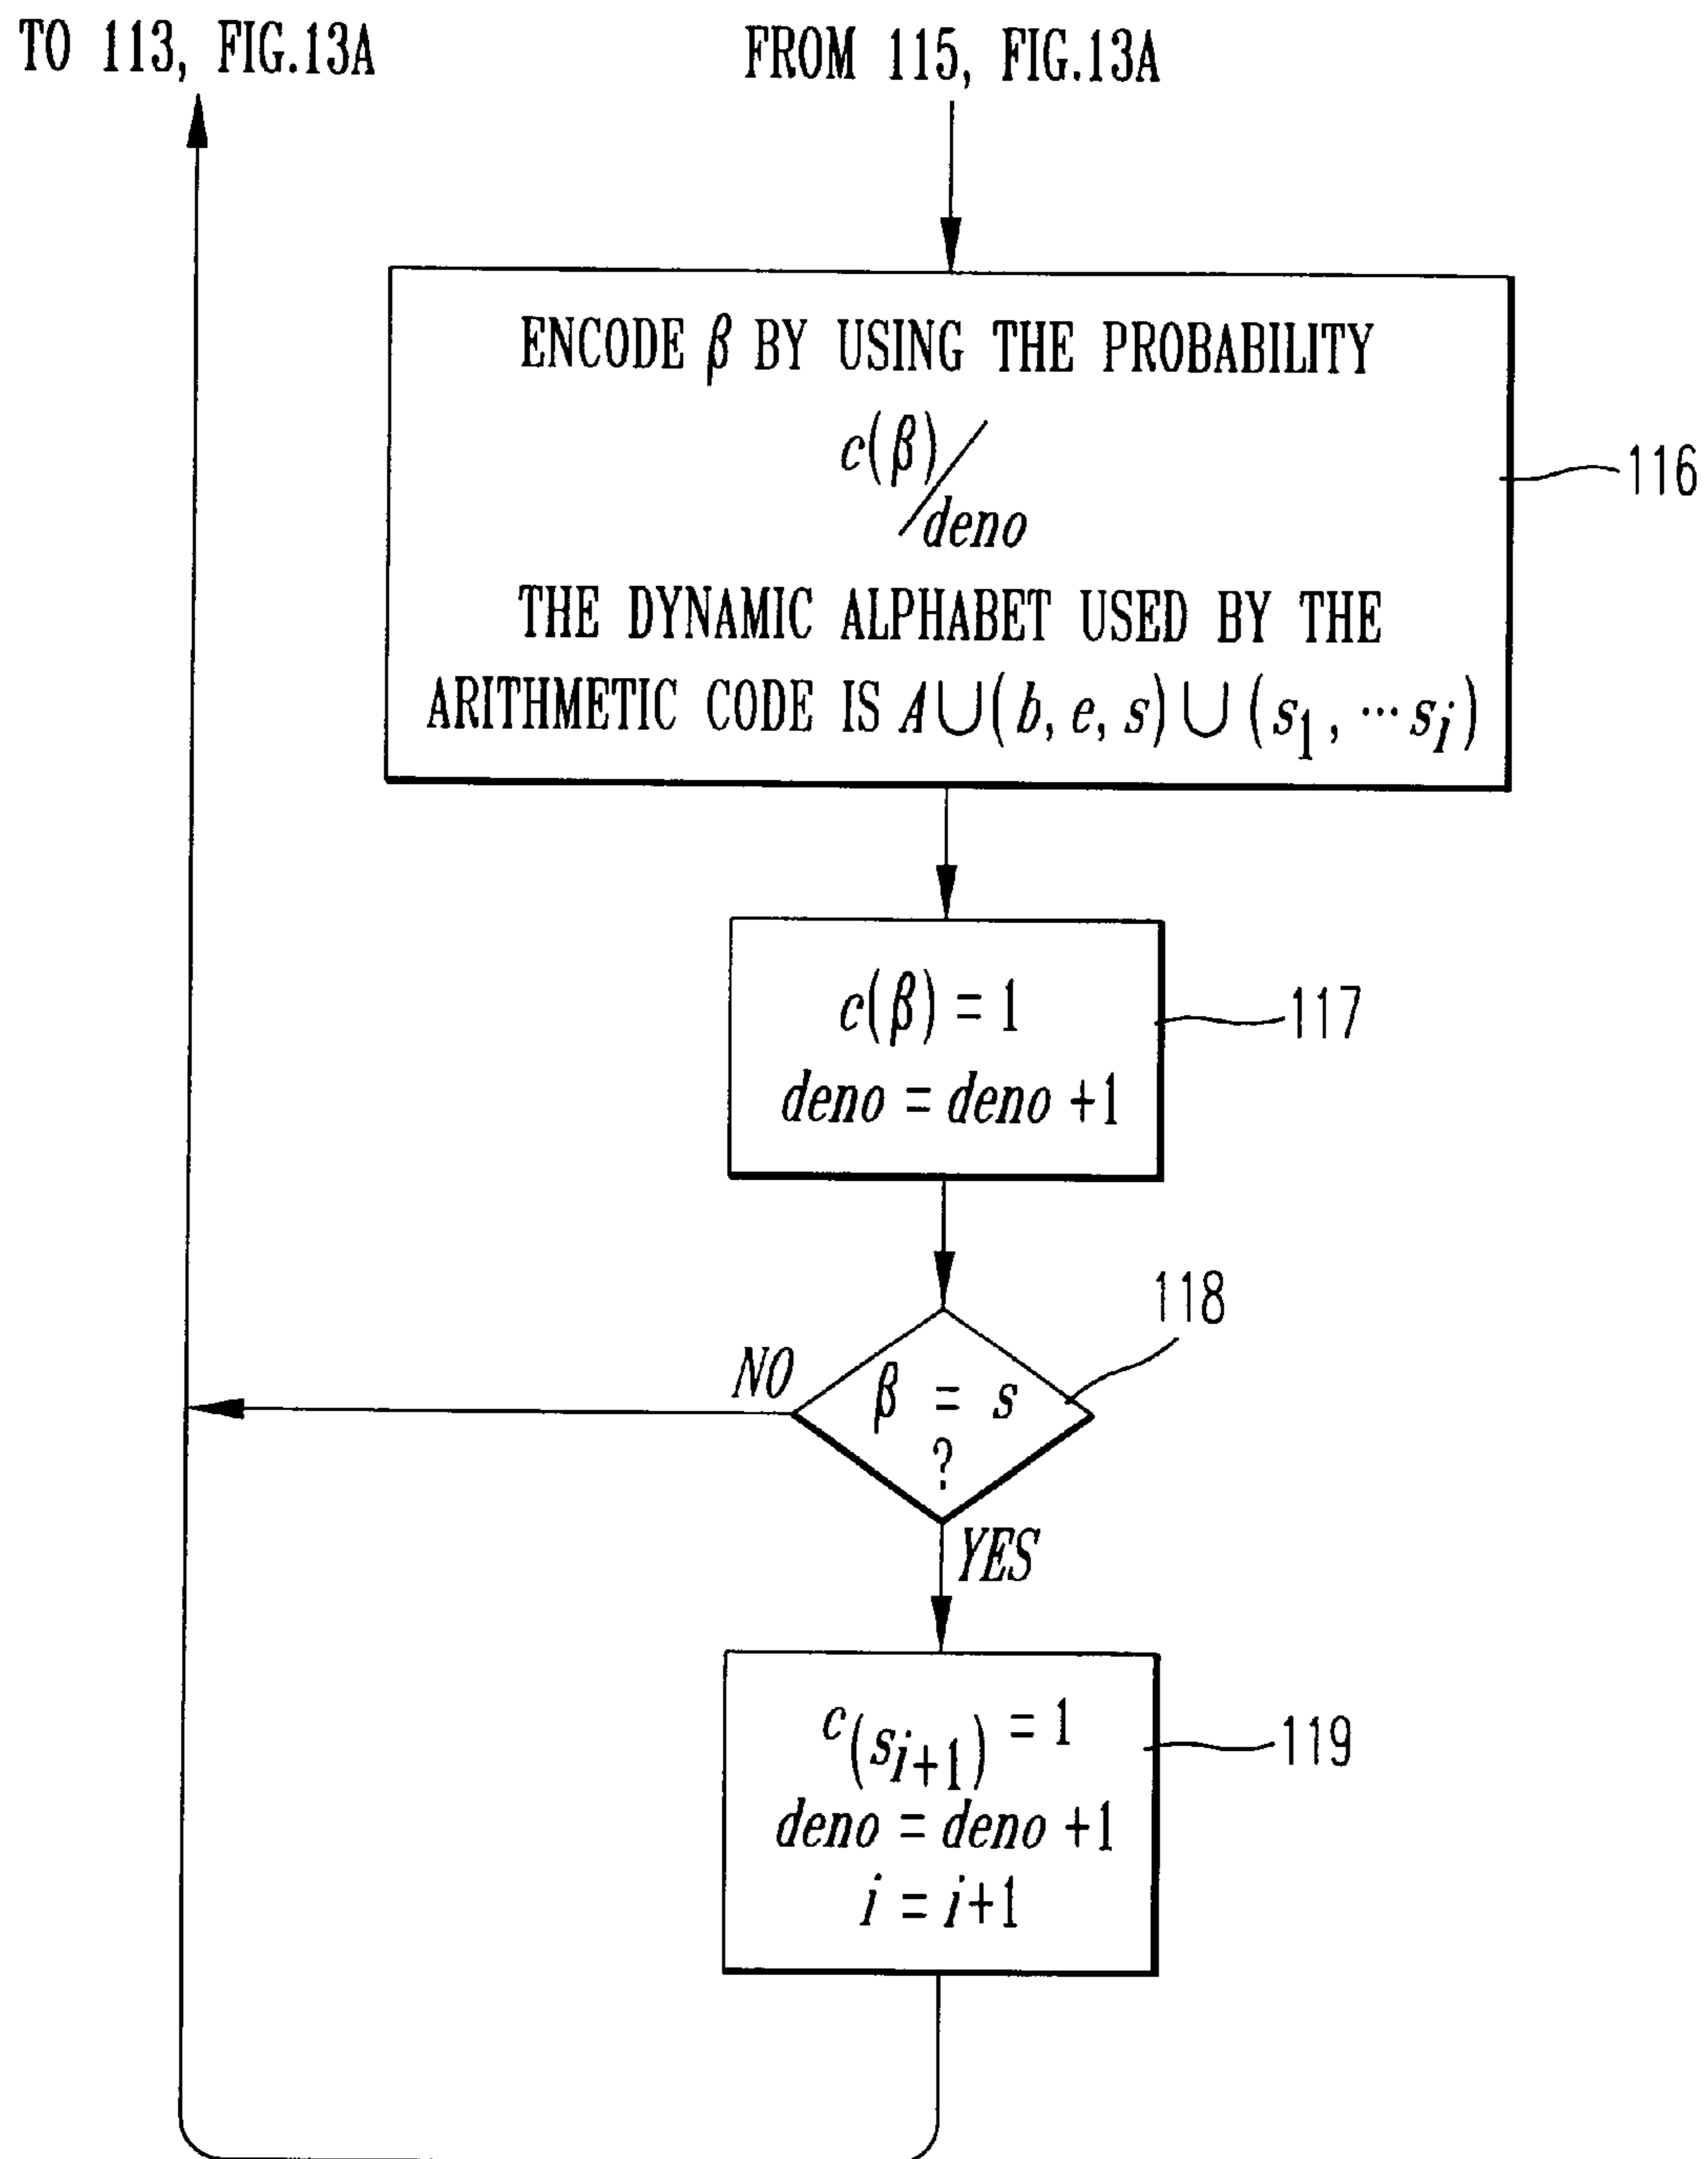 TO 113, FIG.13A
FROM 115, FIG.13A
ENCODE β BY USING THE PROBABILITY
c(β)/deno
THE DYNAMIC ALPHABET USED BY THE
ARITHMETIC CODE IS A∪(b, e, s)∪(s₁, ⋯sᵢ)
116
c(β) = 1
deno = deno +1
117
118
NO
β = s
?
YES
c(sᵢ₊₁) = 1
deno = deno +1
i = i+1
119